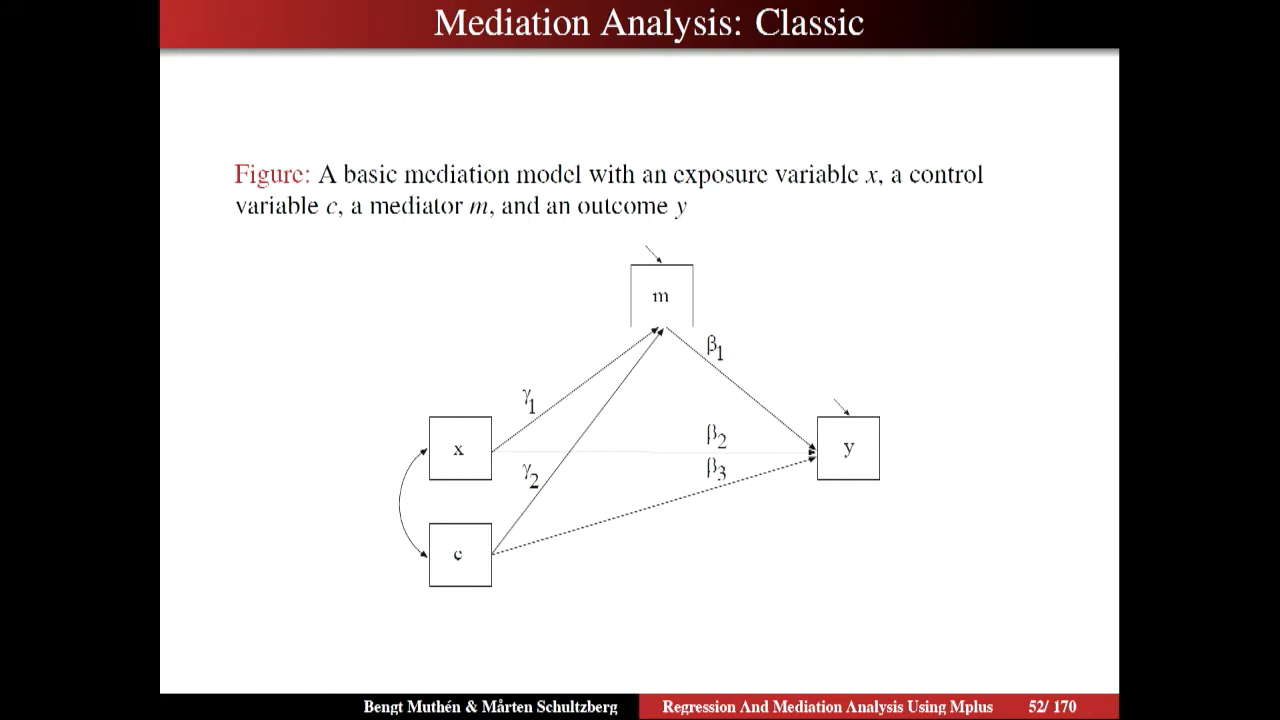 Mediation Analysis: Classic
Figure: A basic mediation model with an exposure variable x, a control
variable c, a mediator m, and an outcome y
m
β1
γ1
β2
x
y
γ2
β3
c
Bengt Muthén & Mårten Schultzberg
Regression And Mediation Analysis Using Mplus
52/ 170